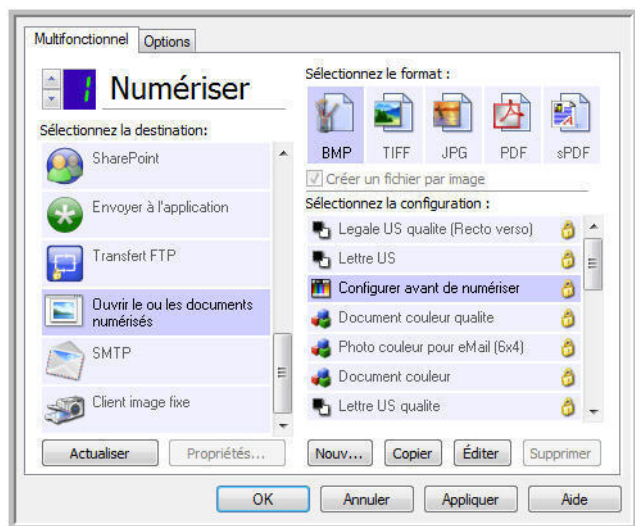 Multifonctionnel
Options
1
Numériser
Sélectionnez la destination:
SharePoint
Envoyer à l'application
Transfert FTP
Ouvrir le ou les documents
numérisés
SMTP
Client image fixe
Actualiser
Propriétés...
Sélectionnez le format :
BMP
TIFF
JPG
PDF
sPDF
Créer un fichier par image
Sélectionnez la configuration :
Legale US qualite (Recto verso)
Lettre US
Configurer avant de numériser
Document couleur qualite
Photo couleur pour eMail (6x4)
Document couleur
Lettre US qualite
Nouv...
Copier
Éditer
Supprimer
OK
Annuler
Appliquer
Aide